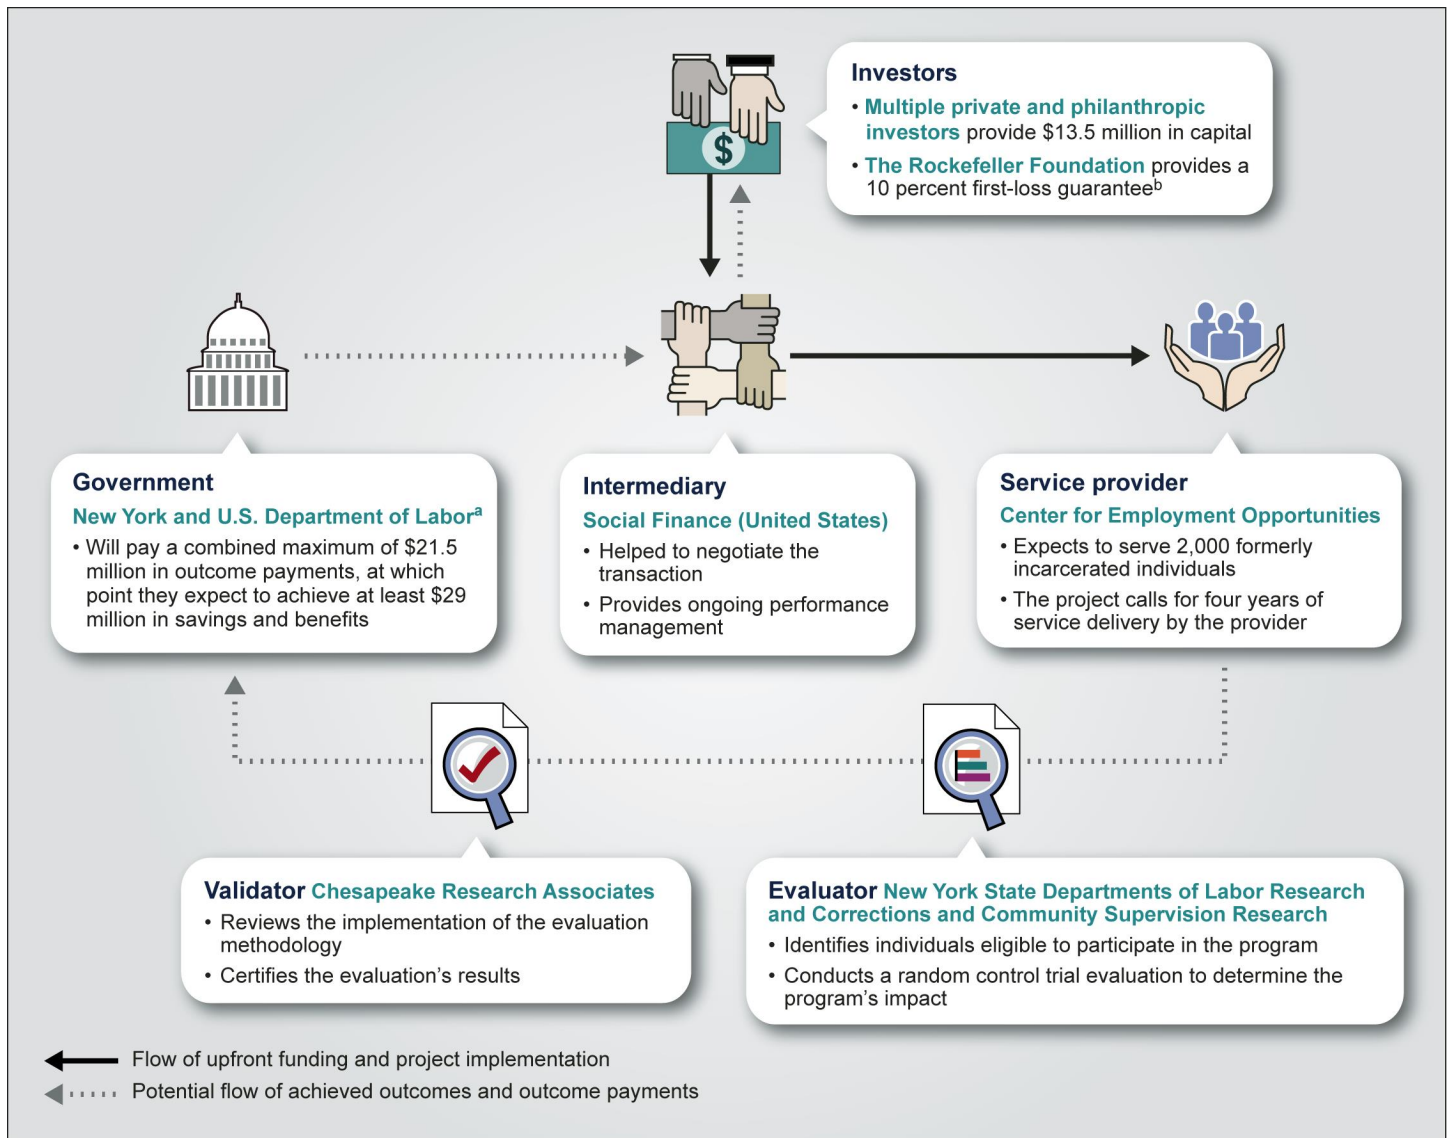 Investors
• Multiple private and philanthropic
investors provide $13.5 million in capital
• The Rockefeller Foundation provides a
10 percent first-loss guaranteeᵇ
$
Government
New York and U.S. Department of Laborᵃ
• Will pay a combined maximum of $21.5
million in outcome payments, at which
point they expect to achieve at least $29
million in savings and benefits
Intermediary
Social Finance (United States)
• Helped to negotiate the
transaction
• Provides ongoing performance
management
Service provider
Center for Employment Opportunities
• Expects to serve 2,000 formerly
incarcerated individuals
• The project calls for four years of
service delivery by the provider
Validator Chesapeake Research Associates
• Reviews the implementation of the evaluation
methodology
• Certifies the evaluation’s results
Evaluator New York State Departments of Labor Research
and Corrections and Community Supervision Research
• Identifies individuals eligible to participate in the program
• Conducts a random control trial evaluation to determine the
program’s impact
Flow of upfront funding and project implementation
Potential flow of achieved outcomes and outcome payments